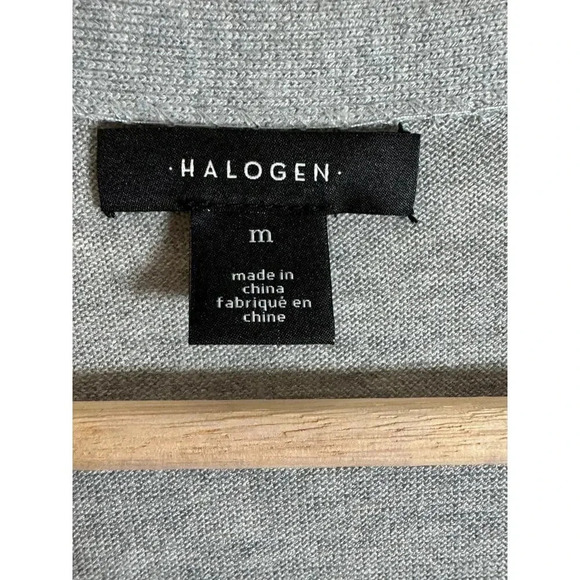 ·HALOGEN·
m
made in
china
fabriqué en
chine